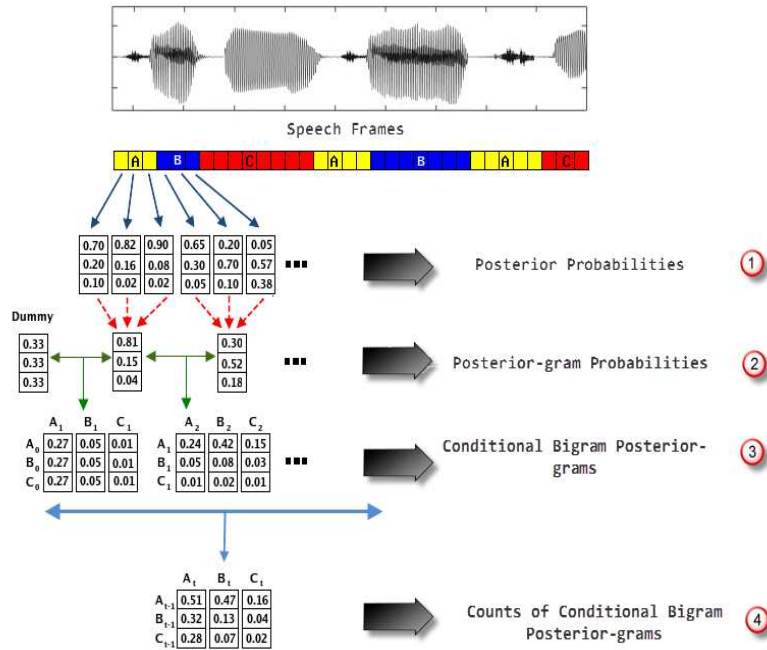 Speech Frames
A B C A B A C
0.70 0.82 0.90 0.65 0.20 0.05
0.20 0.16 0.08 0.30 0.70 0.57
0.10 0.02 0.02 0.05 0.10 0.38
...
Posterior Probabilities
1
Dummy
0.33 0.81 0.30
0.33 0.15 0.52
0.33 0.04 0.18
...
Posterior-gram Probabilities
2
A1 B1 C1 A2 B2 C2
A0 0.27 0.05 0.01 A1 0.24 0.42 0.15
B0 0.27 0.05 0.01 B1 0.05 0.08 0.03
C0 0.27 0.05 0.01 C1 0.01 0.02 0.01
...
Conditional Bigram Posterior-
grams
3
At Bt Ct
At-1 0.51 0.47 0.16
Bt-1 0.32 0.13 0.04
Ct-1 0.28 0.07 0.02
Counts of Conditional Bigram
Posterior-grams
4